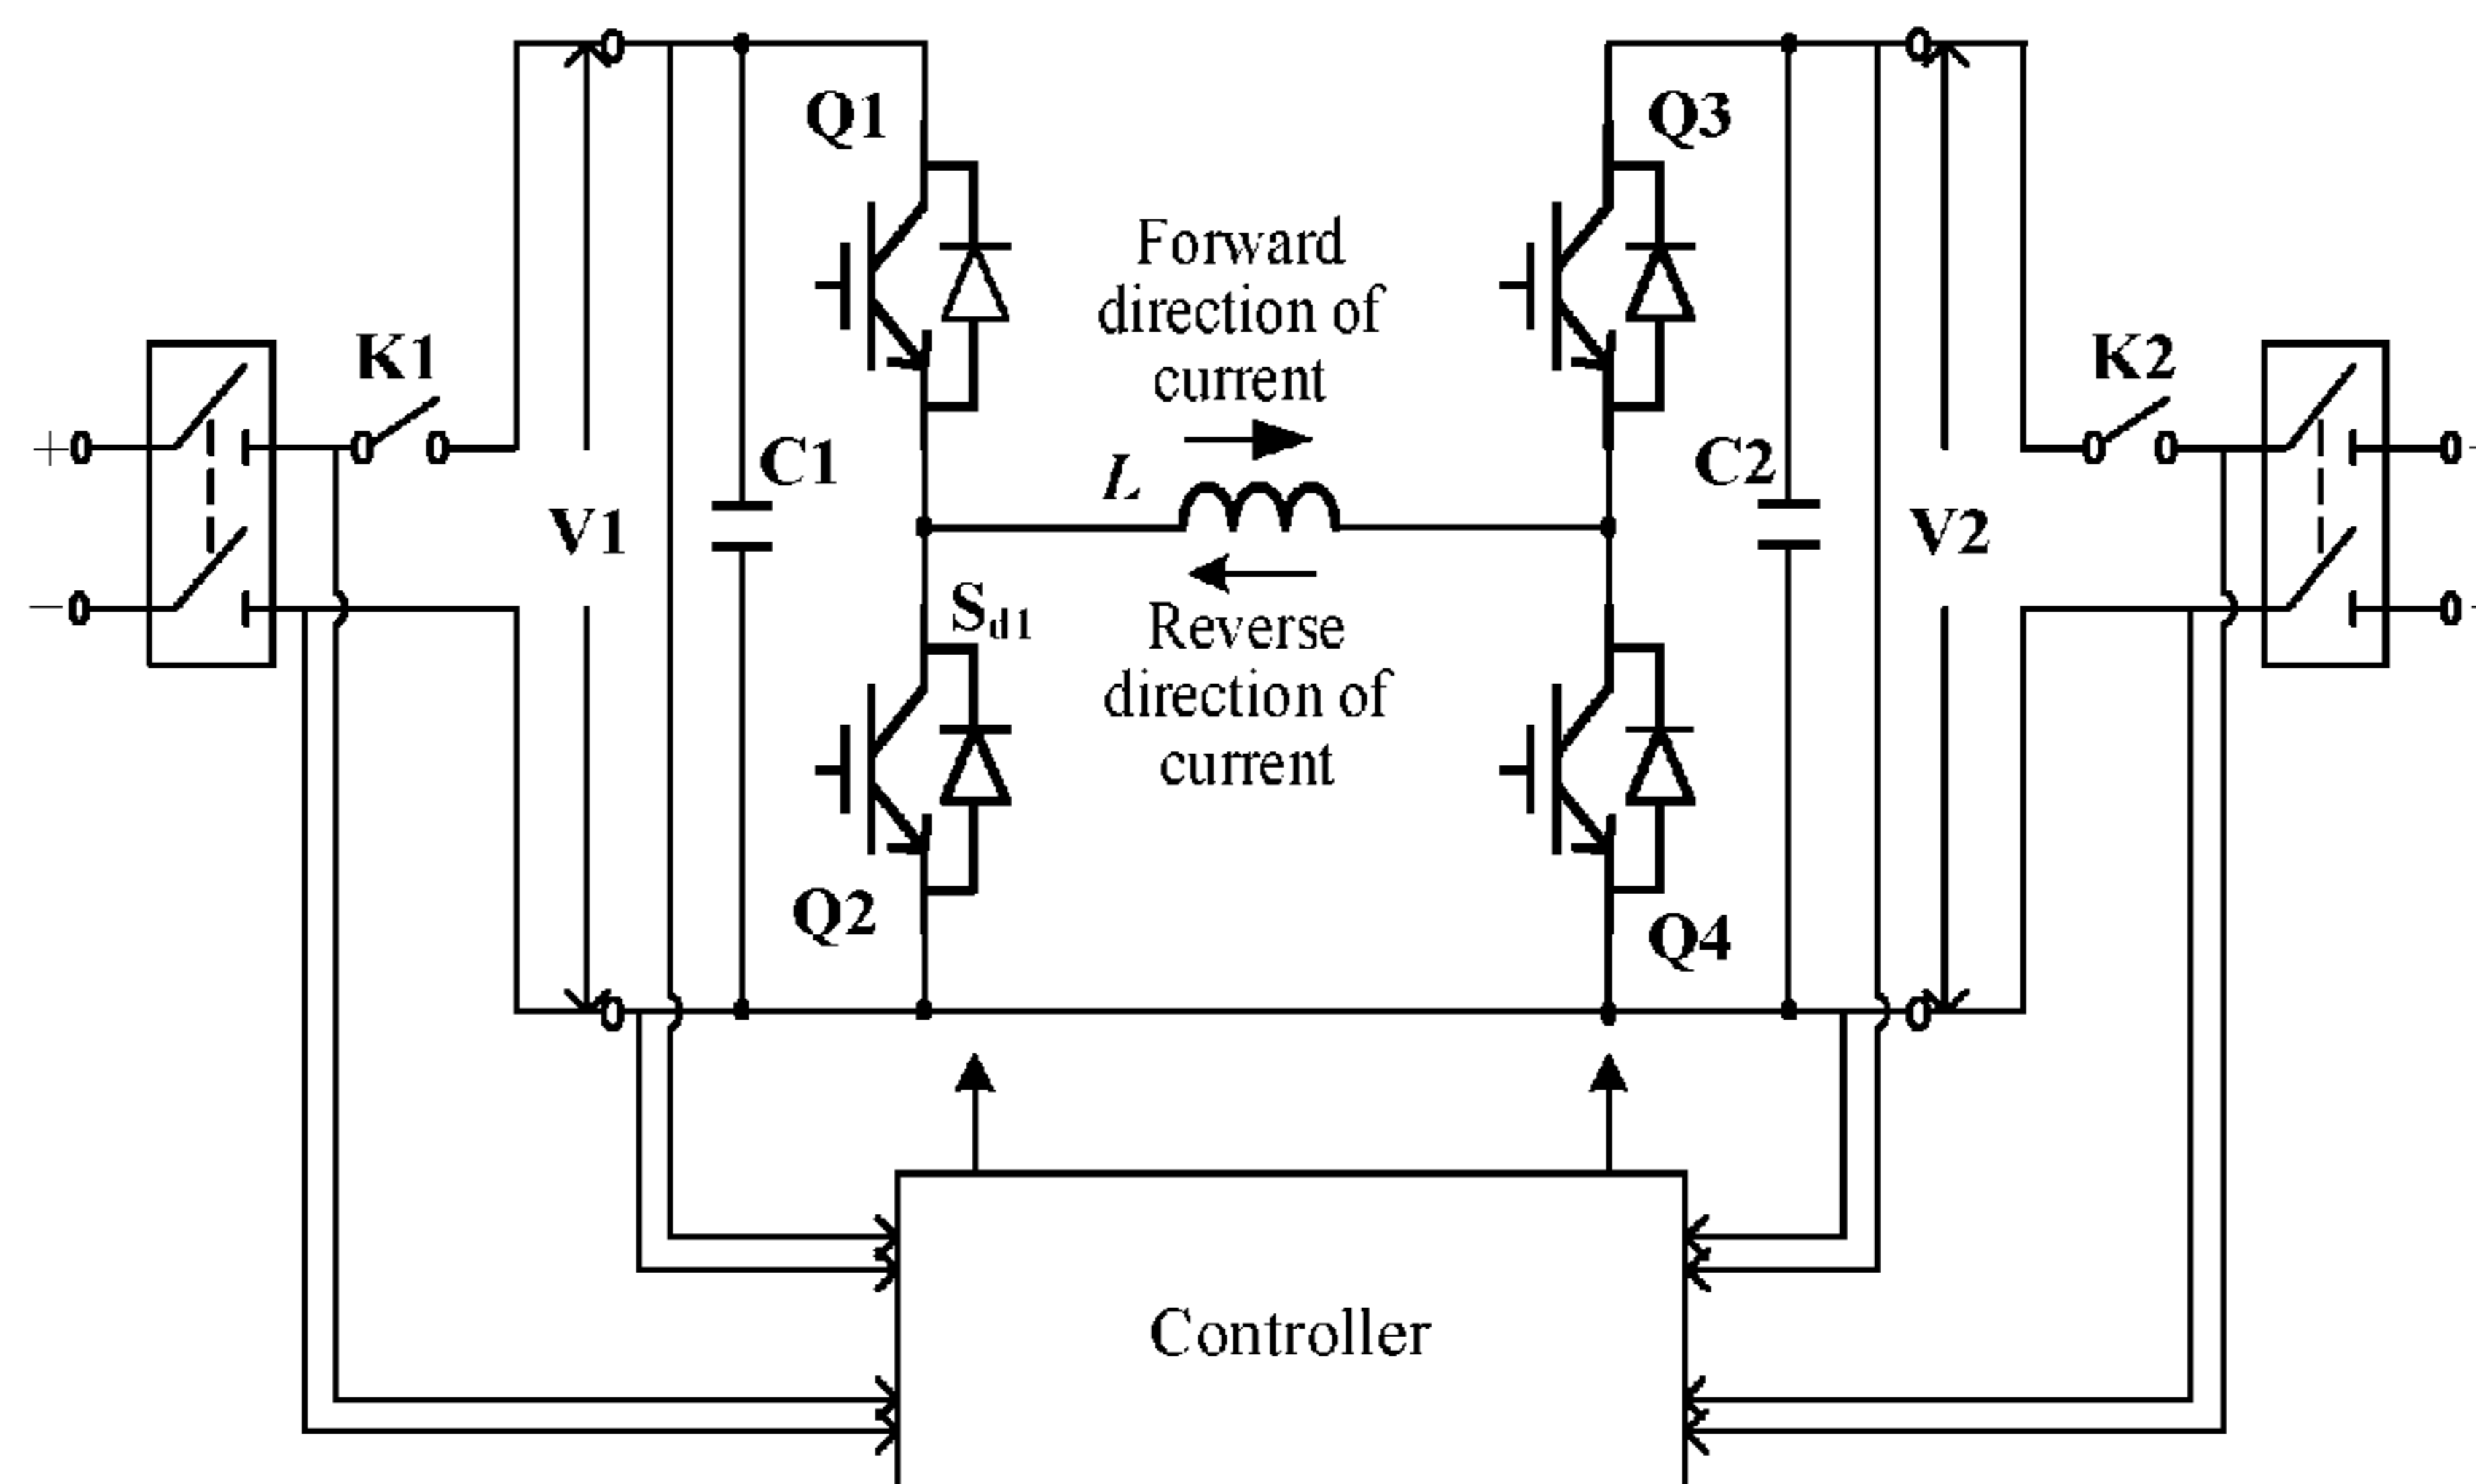 Q1
Q3
Forward
direction of
current
K1
K2
+
C1
L
C2
V1
V2
S_d1
−
Reverse
direction of
current
Q2
Q4
Controller